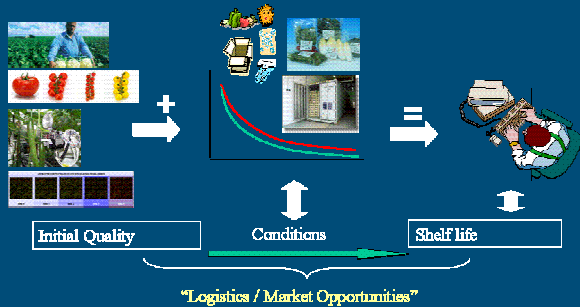 Initial Quality
Conditions
Shelf life
“Logistics / Market Opportunities”